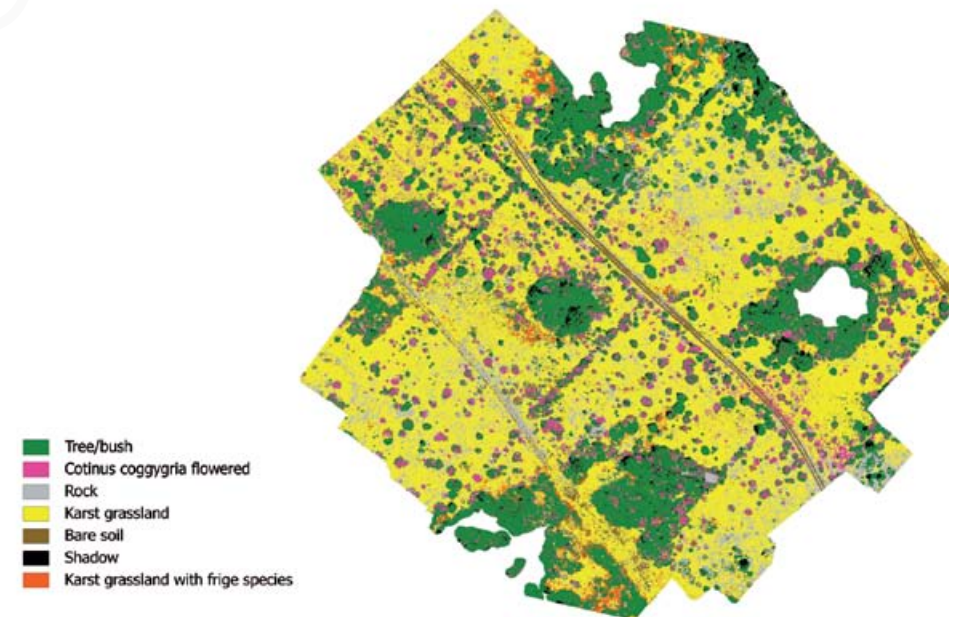 Tree/bush
Cotinus coggygria flowered
Rock
Karst grassland
Bare soil
Shadow
Karst grassland with frige species